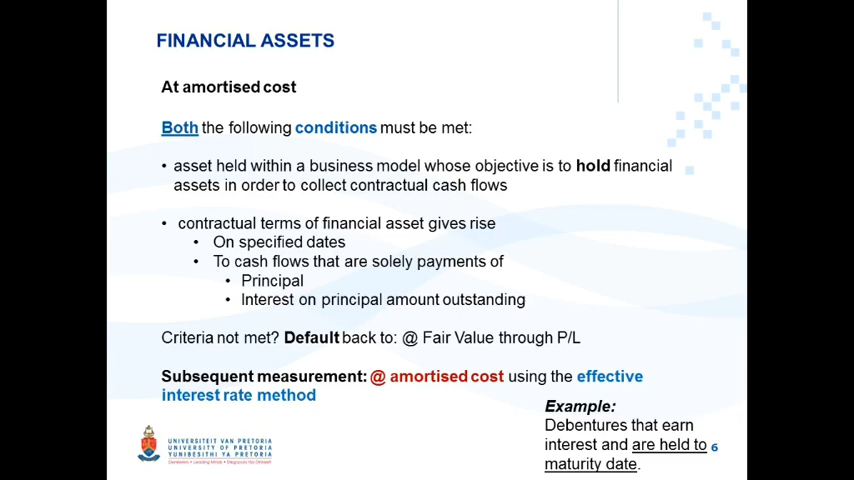 FINANCIAL ASSETS
At amortised cost
Both the following conditions must be met:
• asset held within a business model whose objective is to hold financial
assets in order to collect contractual cash flows
• contractual terms of financial asset gives rise
• On specified dates
• To cash flows that are solely payments of
• Principal
• Interest on principal amount outstanding
Criteria not met? Default back to: @ Fair Value through P/L
Subsequent measurement: @ amortised cost using the effective
interest rate method
Example:
Debentures that earn
interest and are held to
maturity date.
6
UNIVERSITEIT VAN PRETORIA
UNIVERSITY OF PRETORIA
YUNIBESITHI YA PRETORIA